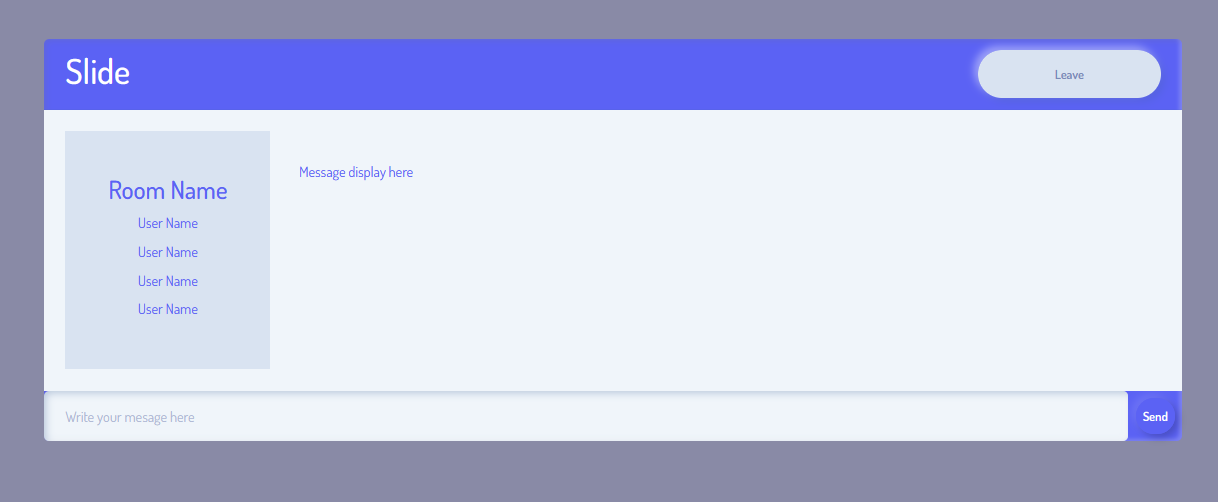 Slide
Leave
Room Name
User Name
User Name
User Name
User Name
Message display here
Write your mesage here
Send